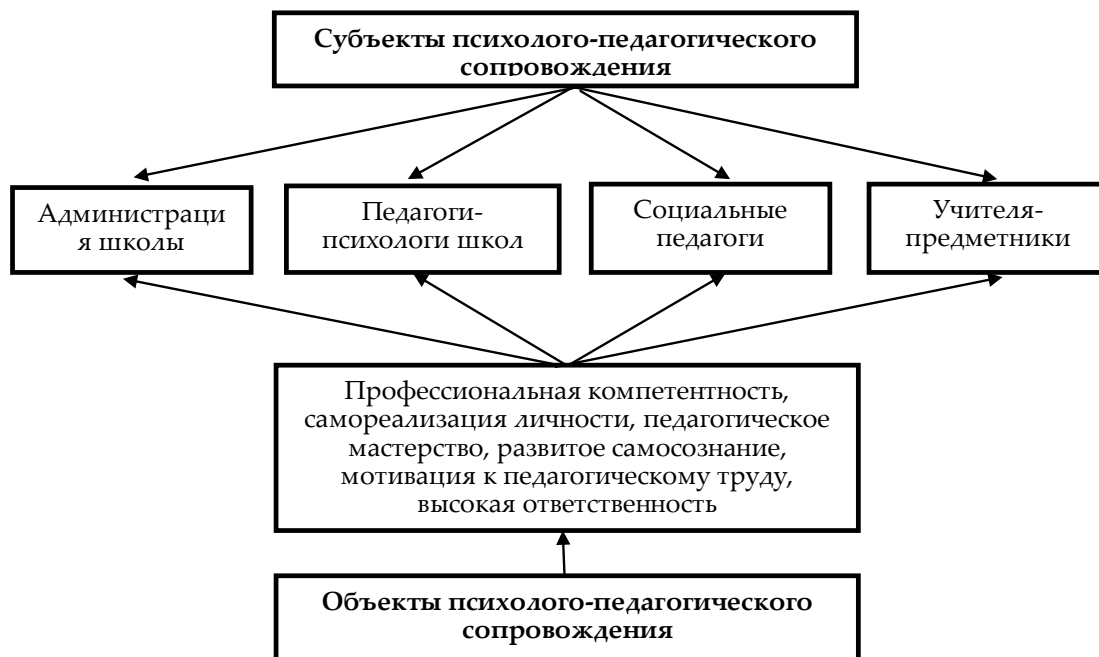 Субъекты психолого-педагогического
сопровождения
Администраци
я школы
Педагоги-
психологи школ
Социальные
педагоги
Учителя-
предметники
Профессиональная компетентность,
самореализация личности, педагогическое
мастерство, развитое самосознание,
мотивация к педагогическому труду,
высокая ответственность
Объекты психолого-педагогического
сопровождения